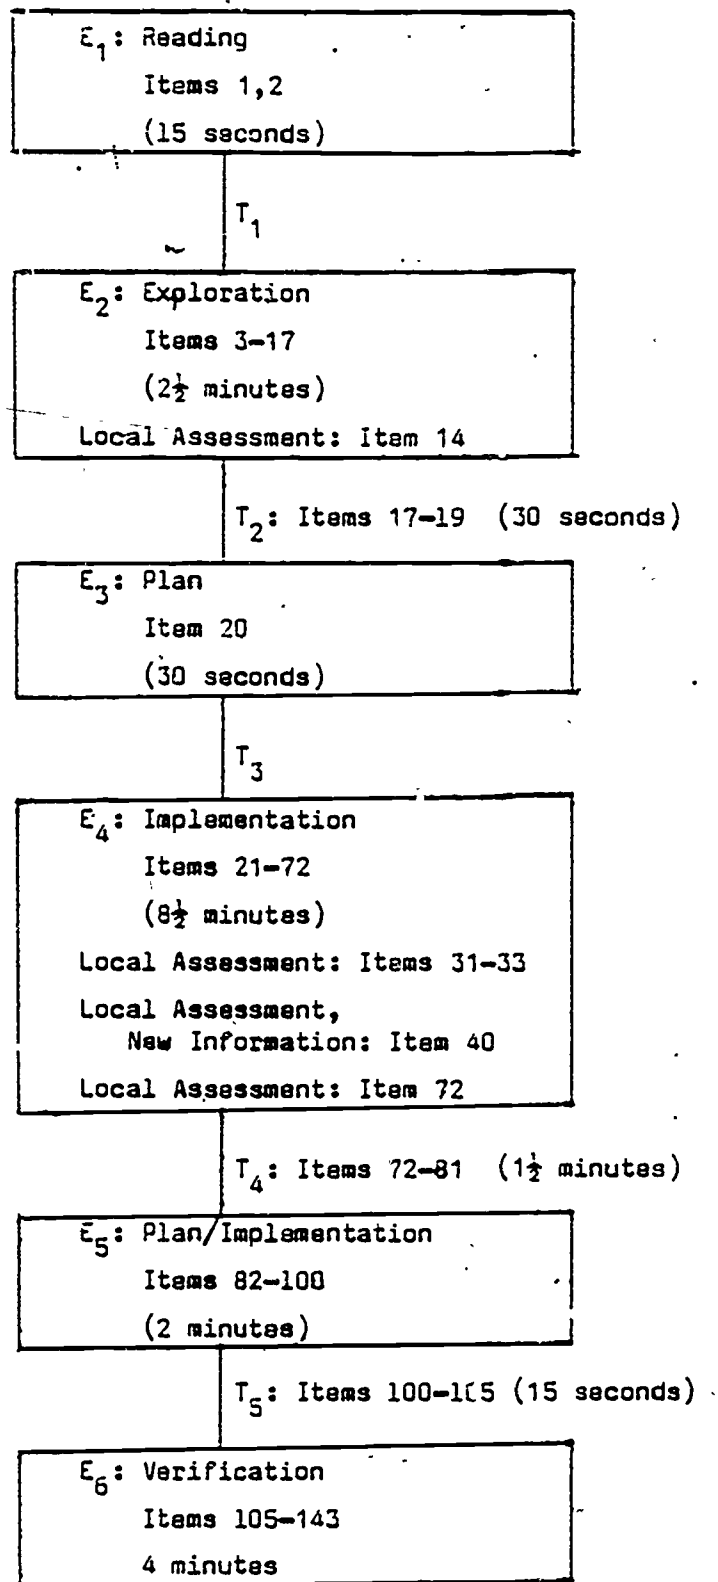 E₁: Reading
Items 1,2
(15 seconds)
T₁
E₂: Exploration
Items 3-17
(2½ minutes)
Local Assessment: Item 14
T₂: Items 17-19 (30 seconds)
E₃: Plan
Item 20
(30 seconds)
T₃
E₄: Implementation
Items 21-72
(8½ minutes)
Local Assessment: Items 31-33
Local Assessment,
New Information: Item 40
Local Assessment: Item 72
T₄: Items 72-81 (1½ minutes)
E₅: Plan/Implementation
Items 82-100
(2 minutes)
T₅: Items 100-105 (15 seconds)
E₆: Verification
Items 105-143
4 minutes